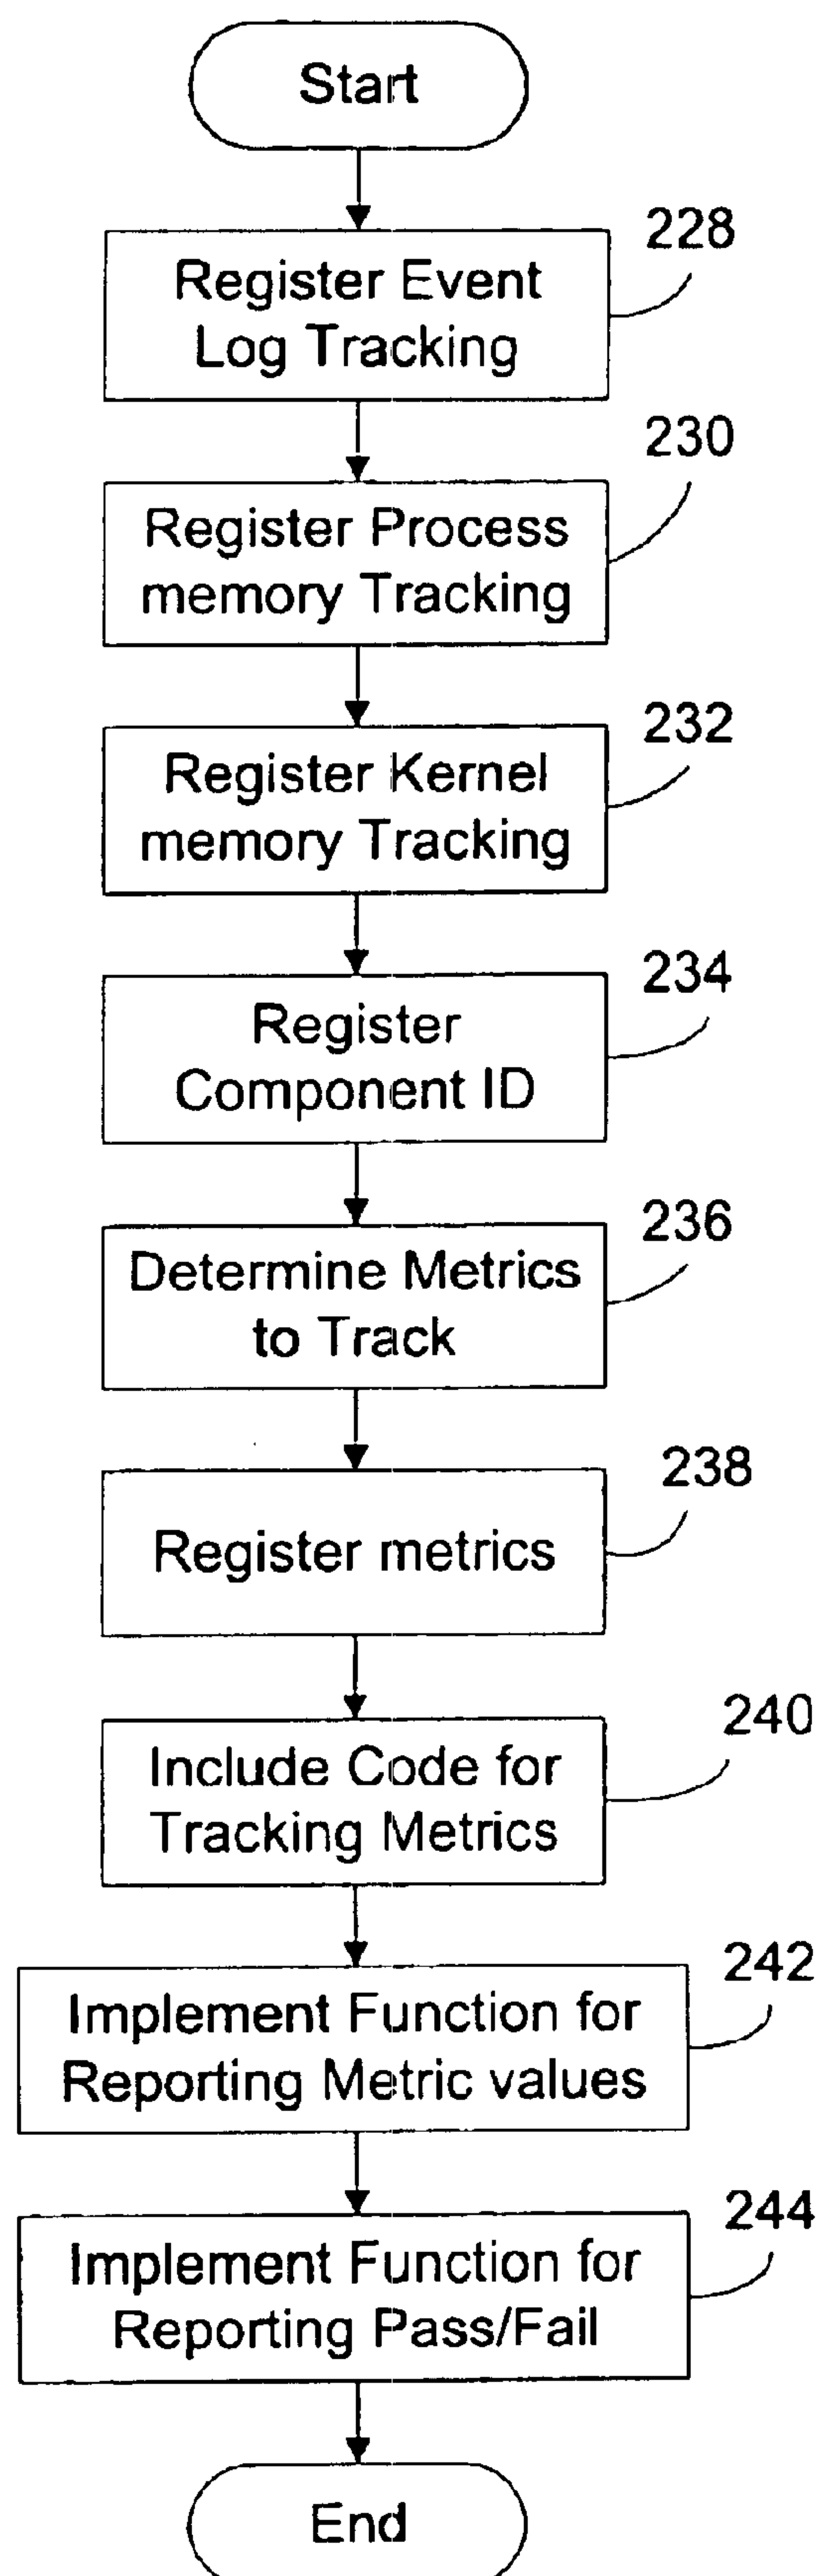 Start
228
Register Event
Log Tracking
230
Register Process
memory Tracking
232
Register Kernel
memory Tracking
234
Register
Component ID
236
Determine Metrics
to Track
238
Register metrics
240
Include Code for
Tracking Metrics
242
Implement Function for
Reporting Metric values
244
Implement Function for
Reporting Pass/Fail
End